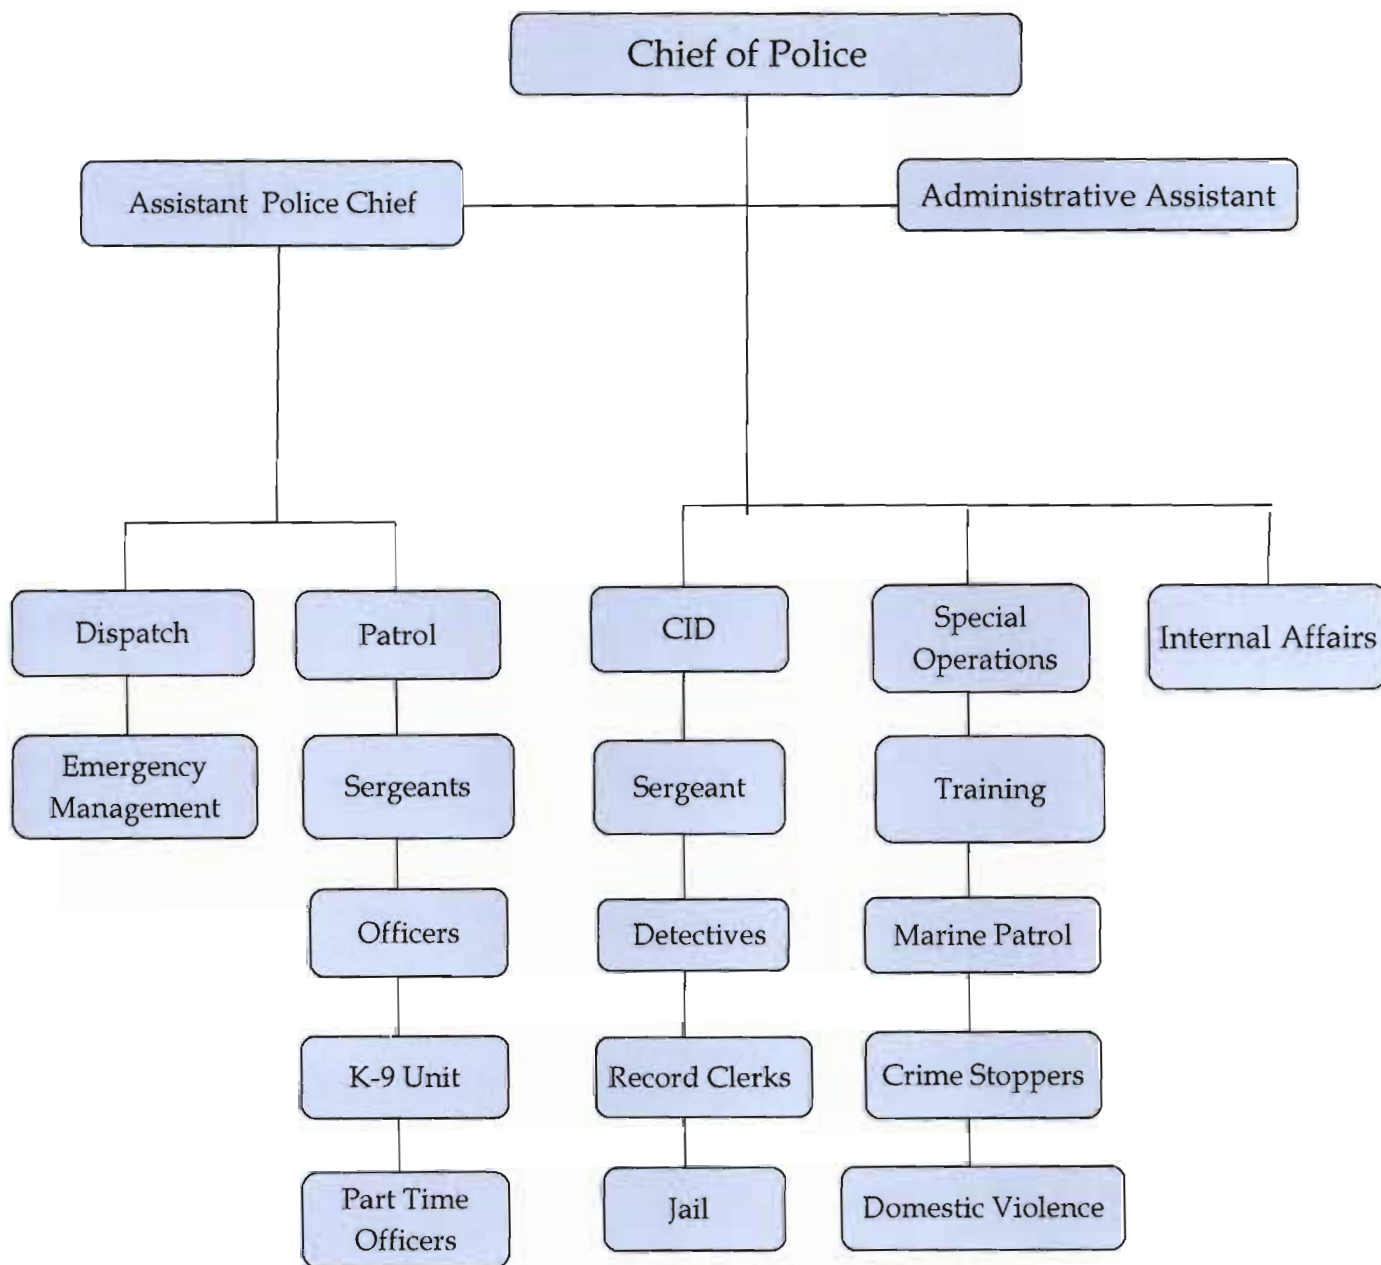 Chief of Police
Assistant Police Chief
Administrative Assistant
Dispatch
Patrol
CID
Special
Operations
Internal Affairs
Emergency
Management
Sergeants
Sergeant
Training
Officers
Detectives
Marine Patrol
K-9 Unit
Record Clerks
Crime Stoppers
Part Time
Officers
Jail
Domestic Violence